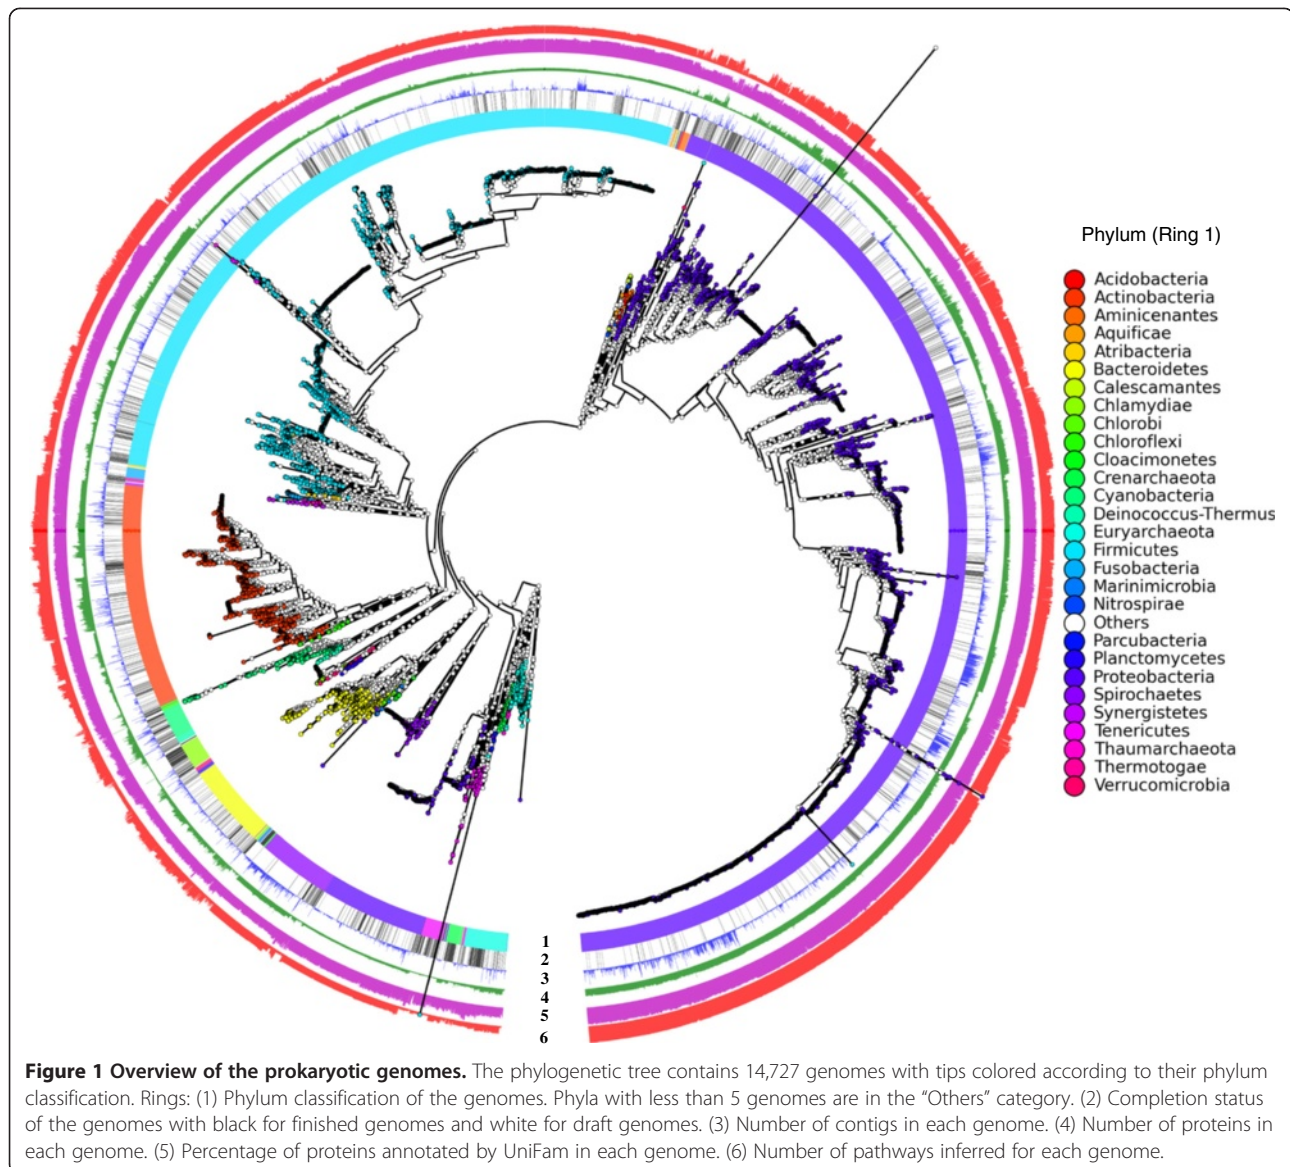 Phylum (Ring 1)
Acidobacteria
Actinobacteria
Aminicenantes
Aquificae
Atribacteria
Bacteroidetes
Calescamantes
Chlamydiae
Chlorobi
Chloroflexi
Cloacimonetes
Crenarchaeota
Cyanobacteria
Deinococcus-Thermus
Euryarchaeota
Firmicutes
Fusobacteria
Marinimicrobia
Nitrospirae
Others
Parcubacteria
Planctomycetes
Proteobacteria
Spirochaetes
Synergistetes
Tenericutes
Thaumarchaeota
Thermotogae
Verrucomicrobia
1
2
3
4
5
6
Figure 1 Overview of the prokaryotic genomes. The phylogenetic tree contains 14,727 genomes with tips colored according to their phylum
classification. Rings: (1) Phylum classification of the genomes. Phyla with less than 5 genomes are in the "Others" category. (2) Completion status
of the genomes with black for finished genomes and white for draft genomes. (3) Number of contigs in each genome. (4) Number of proteins in
each genome. (5) Percentage of proteins annotated by UniFam in each genome. (6) Number of pathways inferred for each genome.